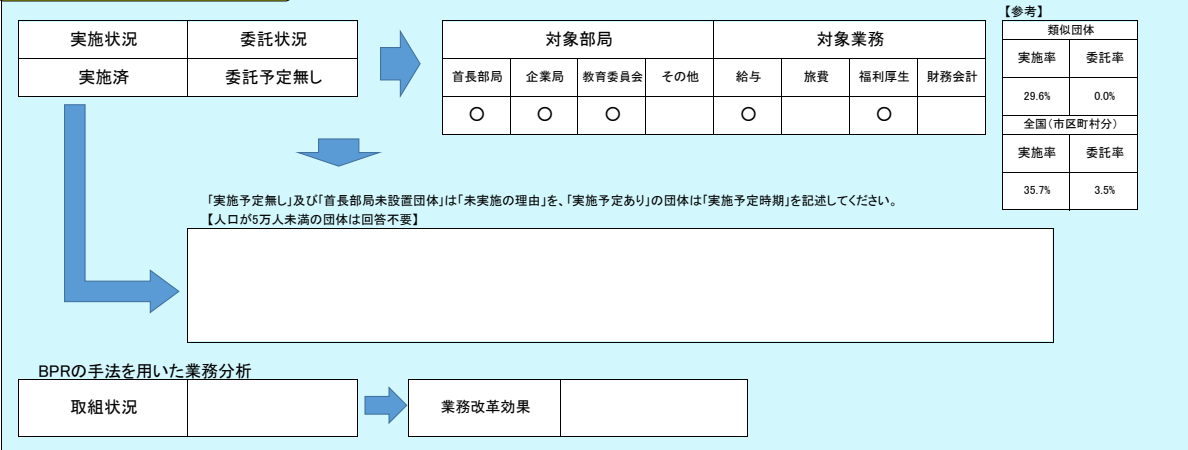 【参考】
実施状況 委託状況
実施済 委託予定無し
対象部局 対象業務
首長部局 企業局 教育委員会 その他 給与 旅費 福利厚生 財務会計
○ ○ ○ ○ ○
類似団体
実施率 委託率
29.6% 0.0%
全国(市区町村分)
実施率 委託率
35.7% 3.5%
「実施予定無し」及び「首長部局未設置団体」は「未実施の理由」を、「実施予定あり」の団体は「実施予定時期」を記述してください。
【人口が5万人未満の団体は回答不要】
BPRの手法を用いた業務分析
取組状況 業務改革効果